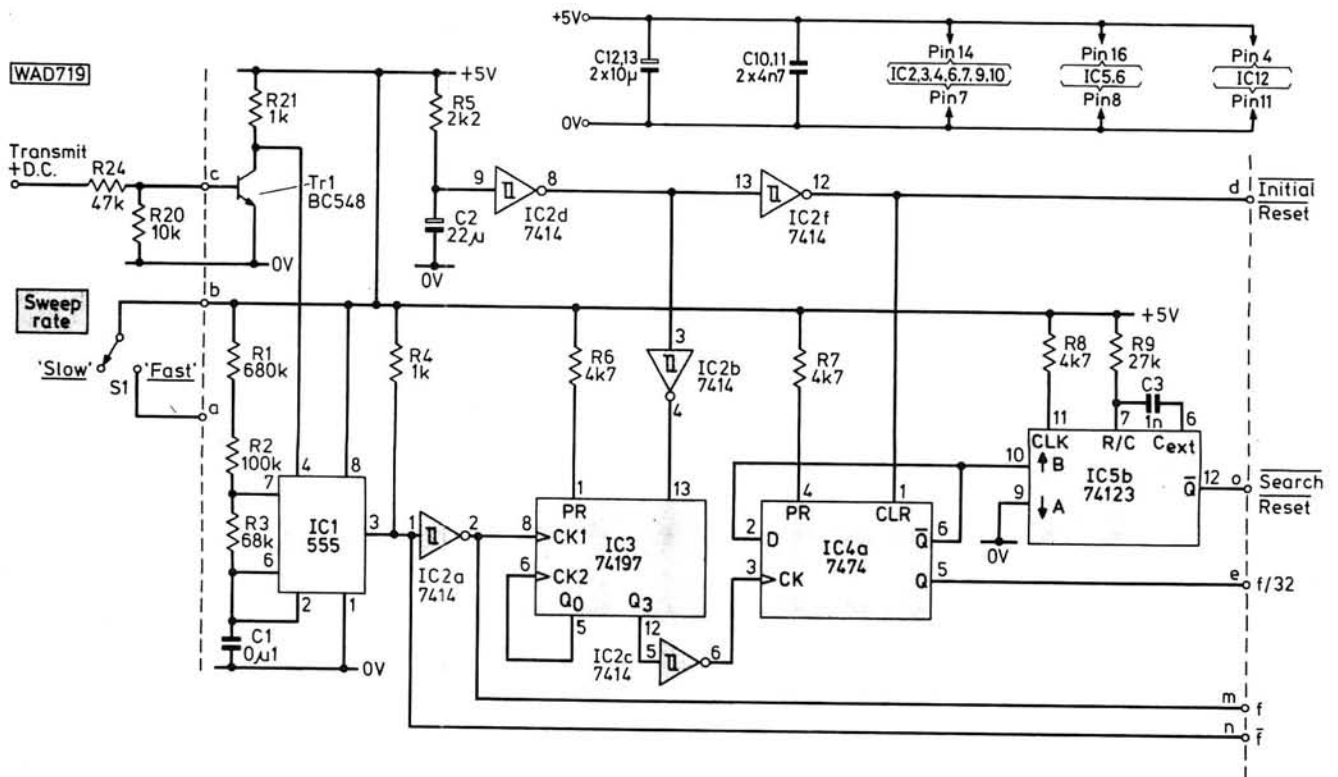 WAD719
+5V
0V
C12,13
2x10µ
C10,11
2x4n7
Pin14
IC2,3,4,6.7,9,10
Pin7
Pin16
IC5.6
Pin8
Pin 4
IC12
Pin11
+5V
R21
1k
R5
2k2
Transmit
+D.C.
R24
47k
R20
10k
c
Tr1
BC548
0V
9
8
IC2d
7414
C2
22µ
0V
13
12
IC2f
7414
d
Initial
Reset
Sweep
rate
'Slow'
'Fast'
S1
b
a
R1
680k
R2
100k
R3
68k
C1
0µ1
7
6
4
8
2
1
3
IC1
555
0V
R4
1k
1
2
IC2a
7414
R6
4k7
3
IC2b
7414
4
1
13
PR
8
CK1
6
CK2
IC3
74197
Q0
Q3
5
12
5
6
IC2c
7414
R7
4k7
4
1
PR
CLR
2
D
3
CK
IC4a
7474
Q̅
6
Q
5
+5V
R8
4k7
R9
27k
C3
1n
11
7
6
CLK
R/C
Cext
10
↑B
9
↓A
IC5b
74123
Q̅
12
0V
o
Search
Reset
e
f/32
m
f
n
f̅